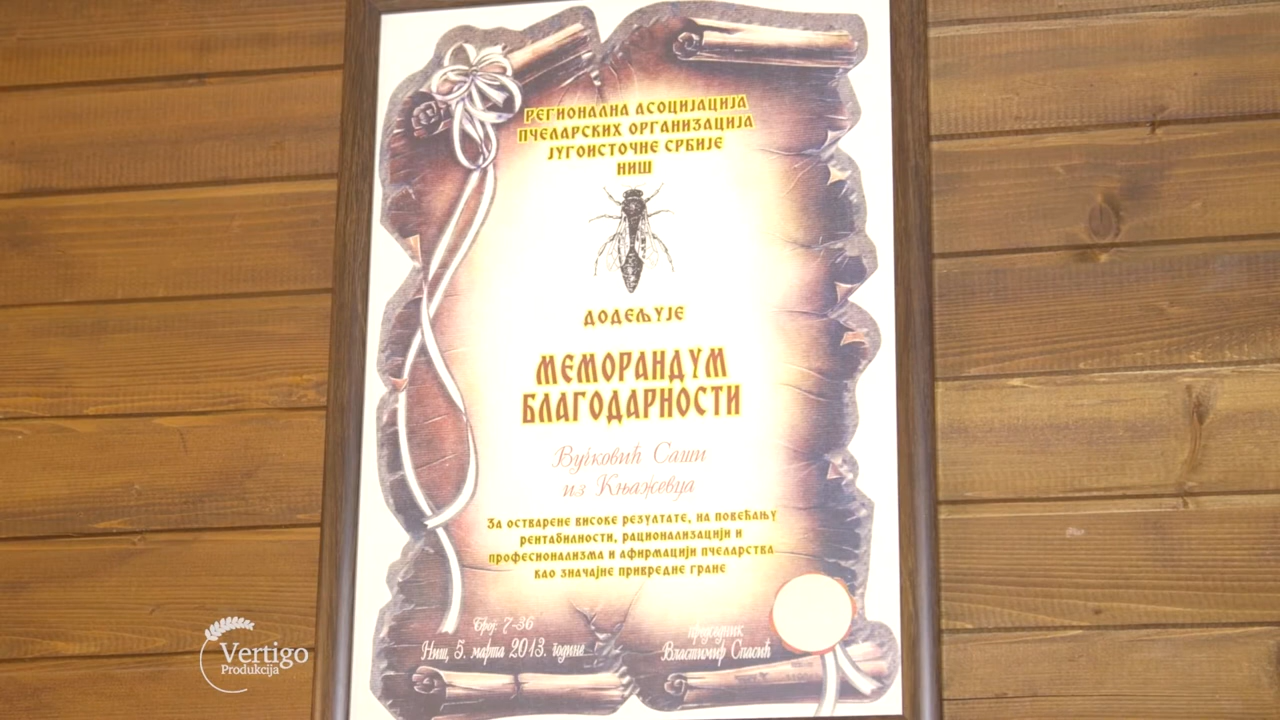 РЕГИОНАЛНА АСОЦИЈАЦИЈА
ПЧЕЛАРСКИХ ОРГАНИЗАЦИЈА
ЈУГОИСТОЧНЕ СРБИЈЕ
НИШ
ДОДЕЉУЈЕ
МЕМОРАНДУМ
БЛАГОДАРНОСТИ
Вучковић Саши
из Књажевца
За остварене високе резултате, на повећању
рентабилности, рационализацији и
професионализма и афирмацији пчеларства
као значајне привредне гране
Број: 7-36
Ниш, 5. марта 2013. године
председник
Властимир Спасић
Vertigo
Produkcija